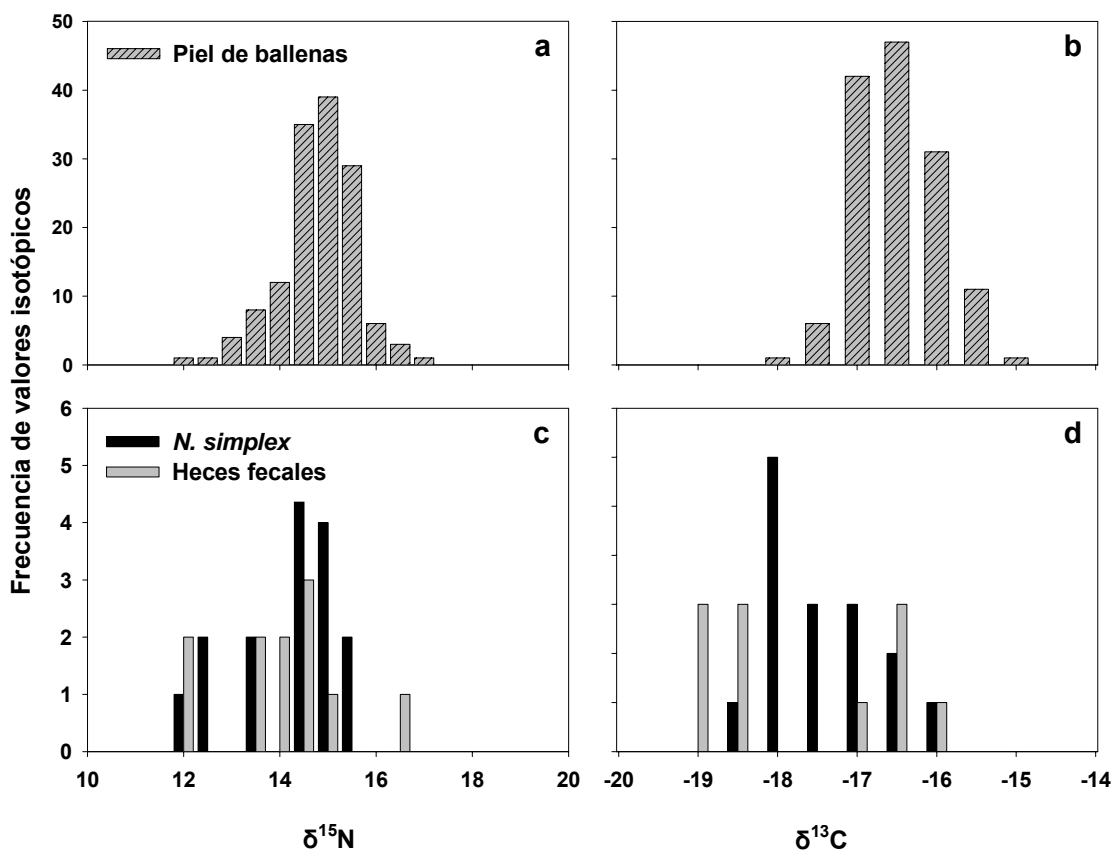 Frecuencia de valores isotópicos
50
40
30
20
10
0
Piel de ballenas
a
b
6
5
4
3
2
1
0
N. simplex
Heces fecales
c
d
10 12 14 16 18 20
-20 -19 -18 -17 -16 -15 -14
δ¹⁵N
δ¹³C